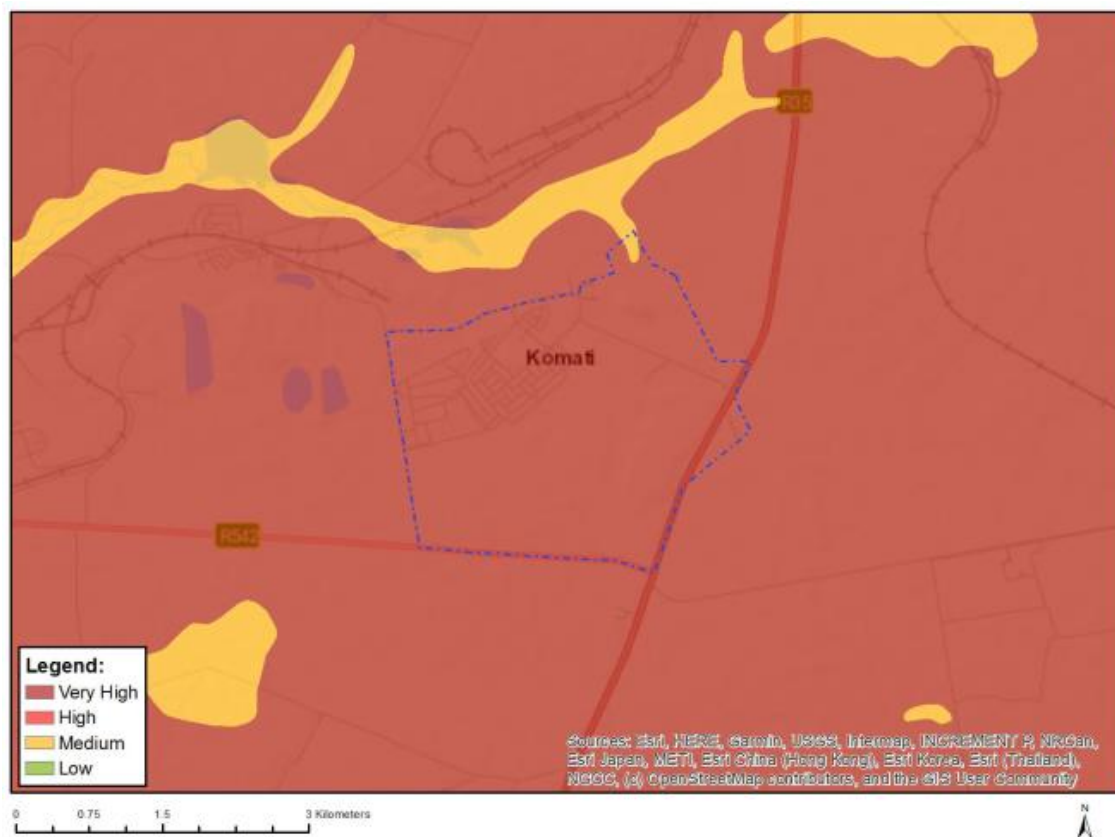 R35
Komati
R542
Legend:
Very High
High
Medium
Low
Sources: Esri, HERE, Garmin, USGS, Intermap, INCREMENT P, NRCan,
Esri Japan, METI, Esri China (Hong Kong), Esri Korea, Esri (Thailand),
NGCC, (c) OpenStreetMap contributors, and the GIS User Community
0 0.75 1.5 3 Kilometers
N